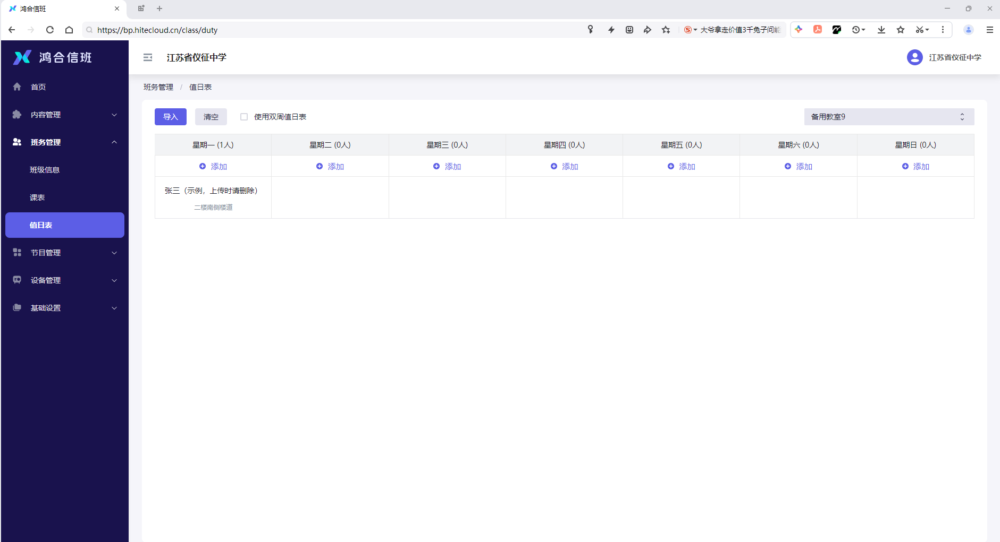 鸿合信班
https://bp.hitecloud.cn/class/duty
大爷拿走价值3千兔子问能
鸿合信班
江苏省仪征中学
江苏省仪征中学
首页
内容管理
班务管理
班级信息
课表
值日表
节目管理
设备管理
基础设置
班务管理 / 值日表
导入 清空 使用双周值日表 备用教室9
星期一 (1人) 星期二 (0人) 星期三 (0人) 星期四 (0人) 星期五 (0人) 星期六 (0人) 星期日 (0人)
添加 添加 添加 添加 添加 添加 添加
张三（示例，上传时请删除）
二楼南侧楼道